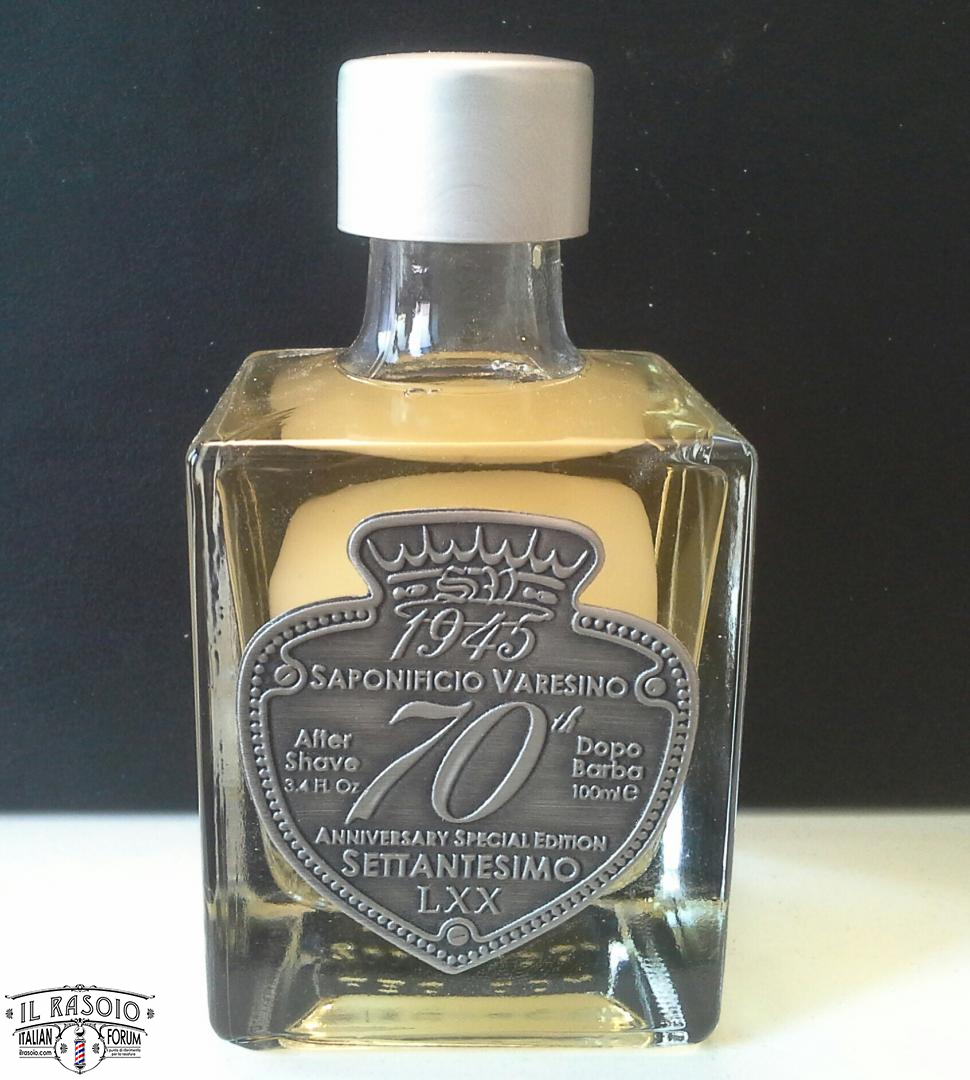 SV
1945
SAPONIFICIO VARESINO
70th
After Shave
3.4 Fl. Oz
Dopo Barba
100ml e
ANNIVERSARY SPECIAL EDITION
SETTANTESIMO
LXX
IL RASOIO
ITALIAN FORUM
ilrasoio.com